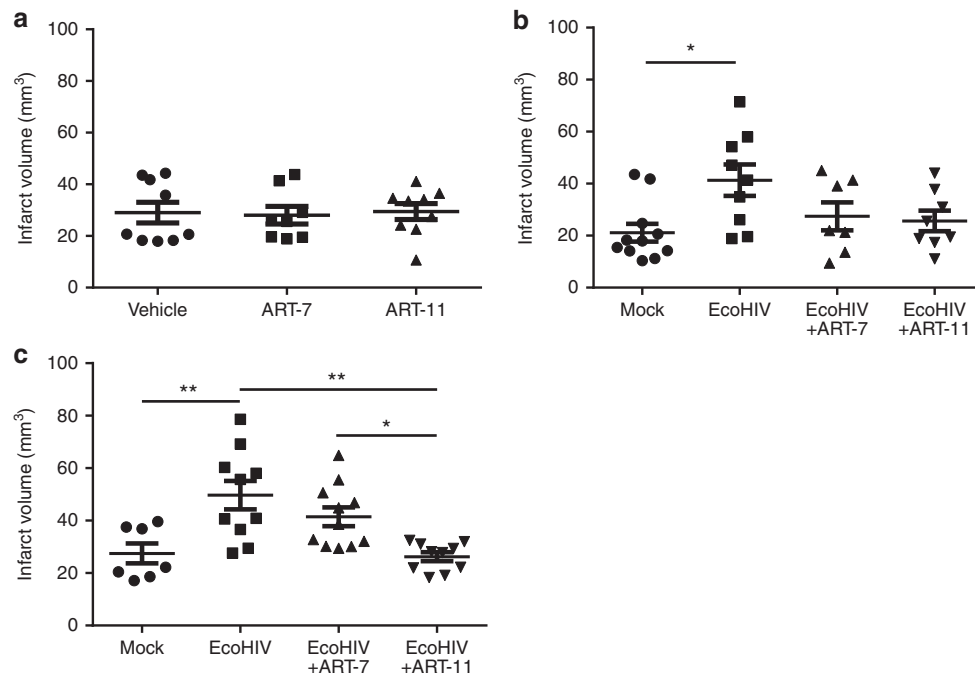 a
100
80
60
40
20
0
Infarct volume (mm³)
Vehicle ART-7 ART-11
b
100
80
60
40
20
0
Infarct volume (mm³)
*
Mock EcoHIV EcoHIV EcoHIV
+ART-7 +ART-11
c
100
80
60
40
20
0
Infarct volume (mm³)
** **
*
Mock EcoHIV EcoHIV EcoHIV
+ART-7 +ART-11